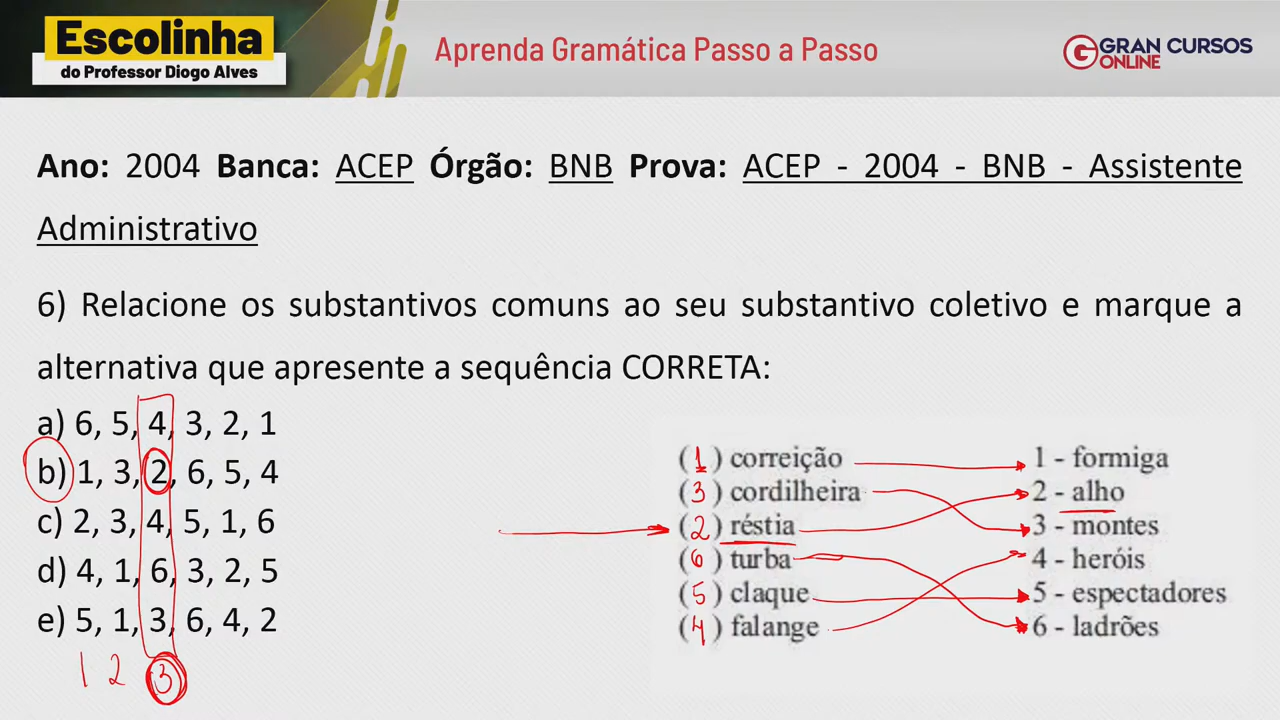 Escolinha
do Professor Diogo Alves
Aprenda Gramática Passo a Passo
GRAN CURSOS
ONLINE
Ano: 2004 Banca: ACEP Órgão: BNB Prova: ACEP - 2004 - BNB - Assistente
Administrativo
6) Relacione os substantivos comuns ao seu substantivo coletivo e marque a
alternativa que apresente a sequência CORRETA:
a) 6, 5, 4, 3, 2, 1
b) 1, 3, 2, 6, 5, 4
c) 2, 3, 4, 5, 1, 6
d) 4, 1, 6, 3, 2, 5
e) 5, 1, 3, 6, 4, 2
1 2 3
(1) correição 1 - formiga
(3) cordilheira 2 - alho
(2) réstia 3 - montes
(6) turba 4 - heróis
(5) claque 5 - espectadores
(4) falange 6 - ladrões